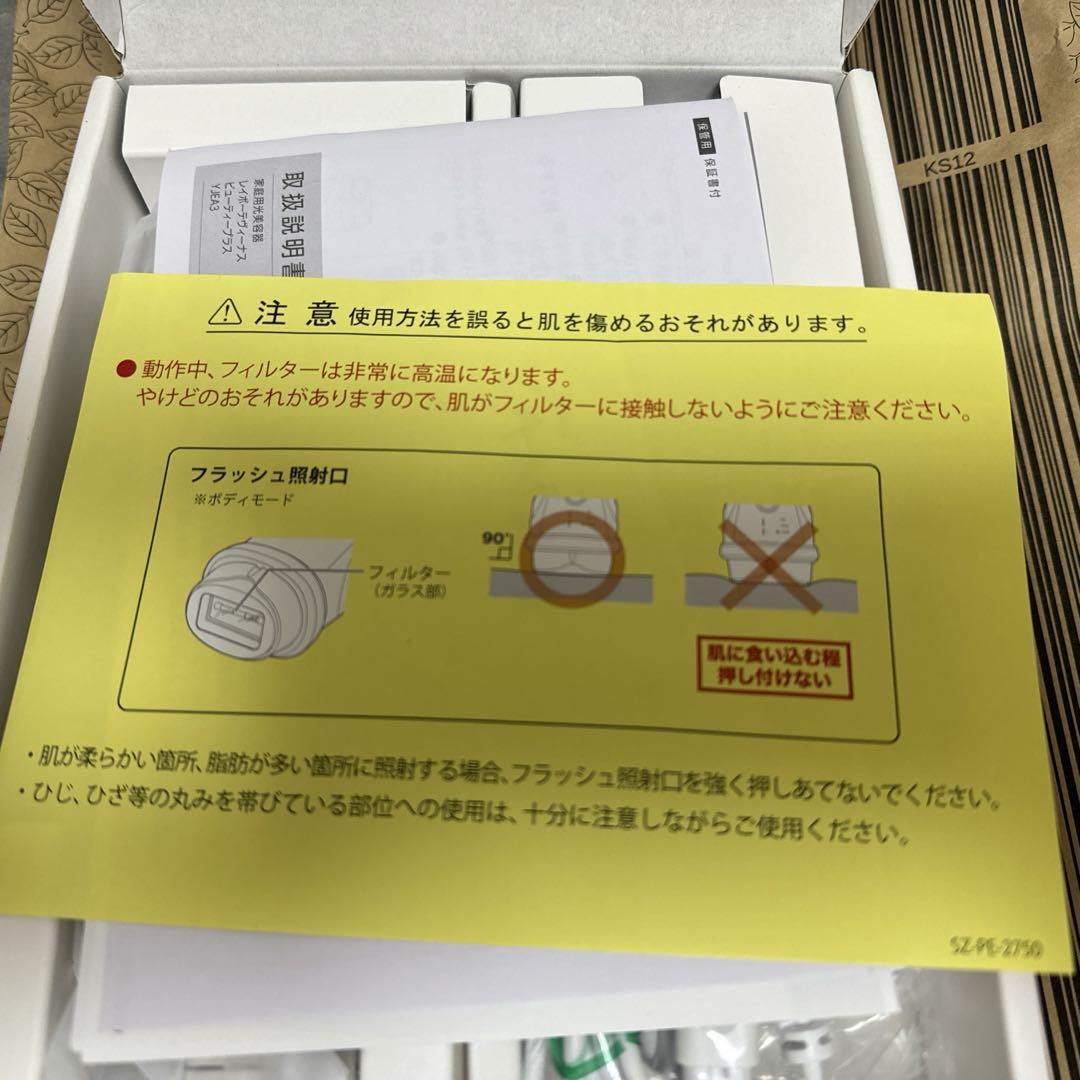 KS12
保管用 保証書付
取扱説明書
家庭用光美容器
レイボーテヴィーナス
ビューティープラス
YJEA3
注意 使用方法を誤ると肌を傷めるおそれがあります。
● 動作中、フィルターは非常に高温になります。
やけどのおそれがありますので、肌がフィルターに接触しないようにご注意ください。
フラッシュ照射口
※ボディモード
フィルター
(ガラス部)
90°
肌に食い込む程
押し付けない
・肌が柔らかい箇所、脂肪が多い箇所に照射する場合、フラッシュ照射口を強く押しあてないでください。
・ひじ、ひざ等の丸みを帯びている部位への使用は、十分に注意しながらご使用ください。
SZ-PE-2750